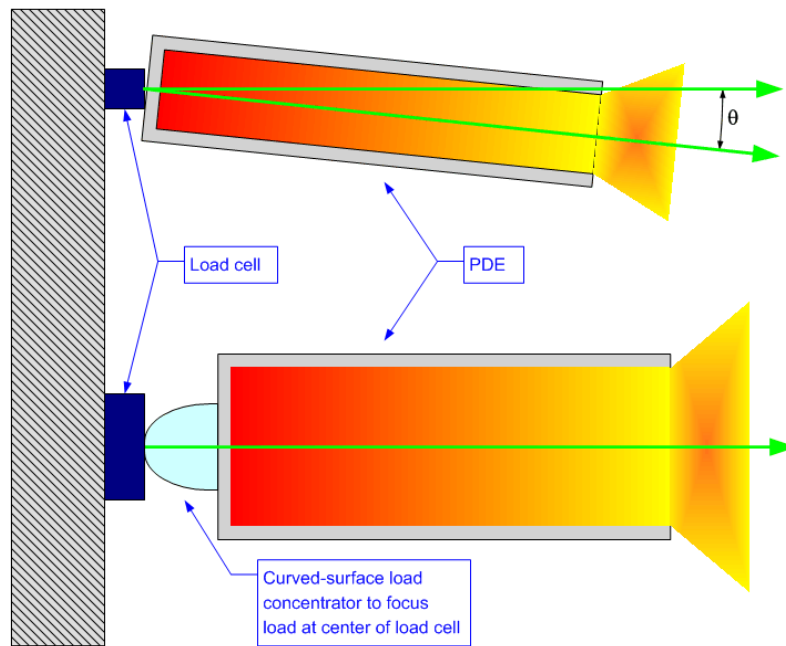 θ
Load cell
PDE
Curved-surface load
concentrator to focus
load at center of load cell